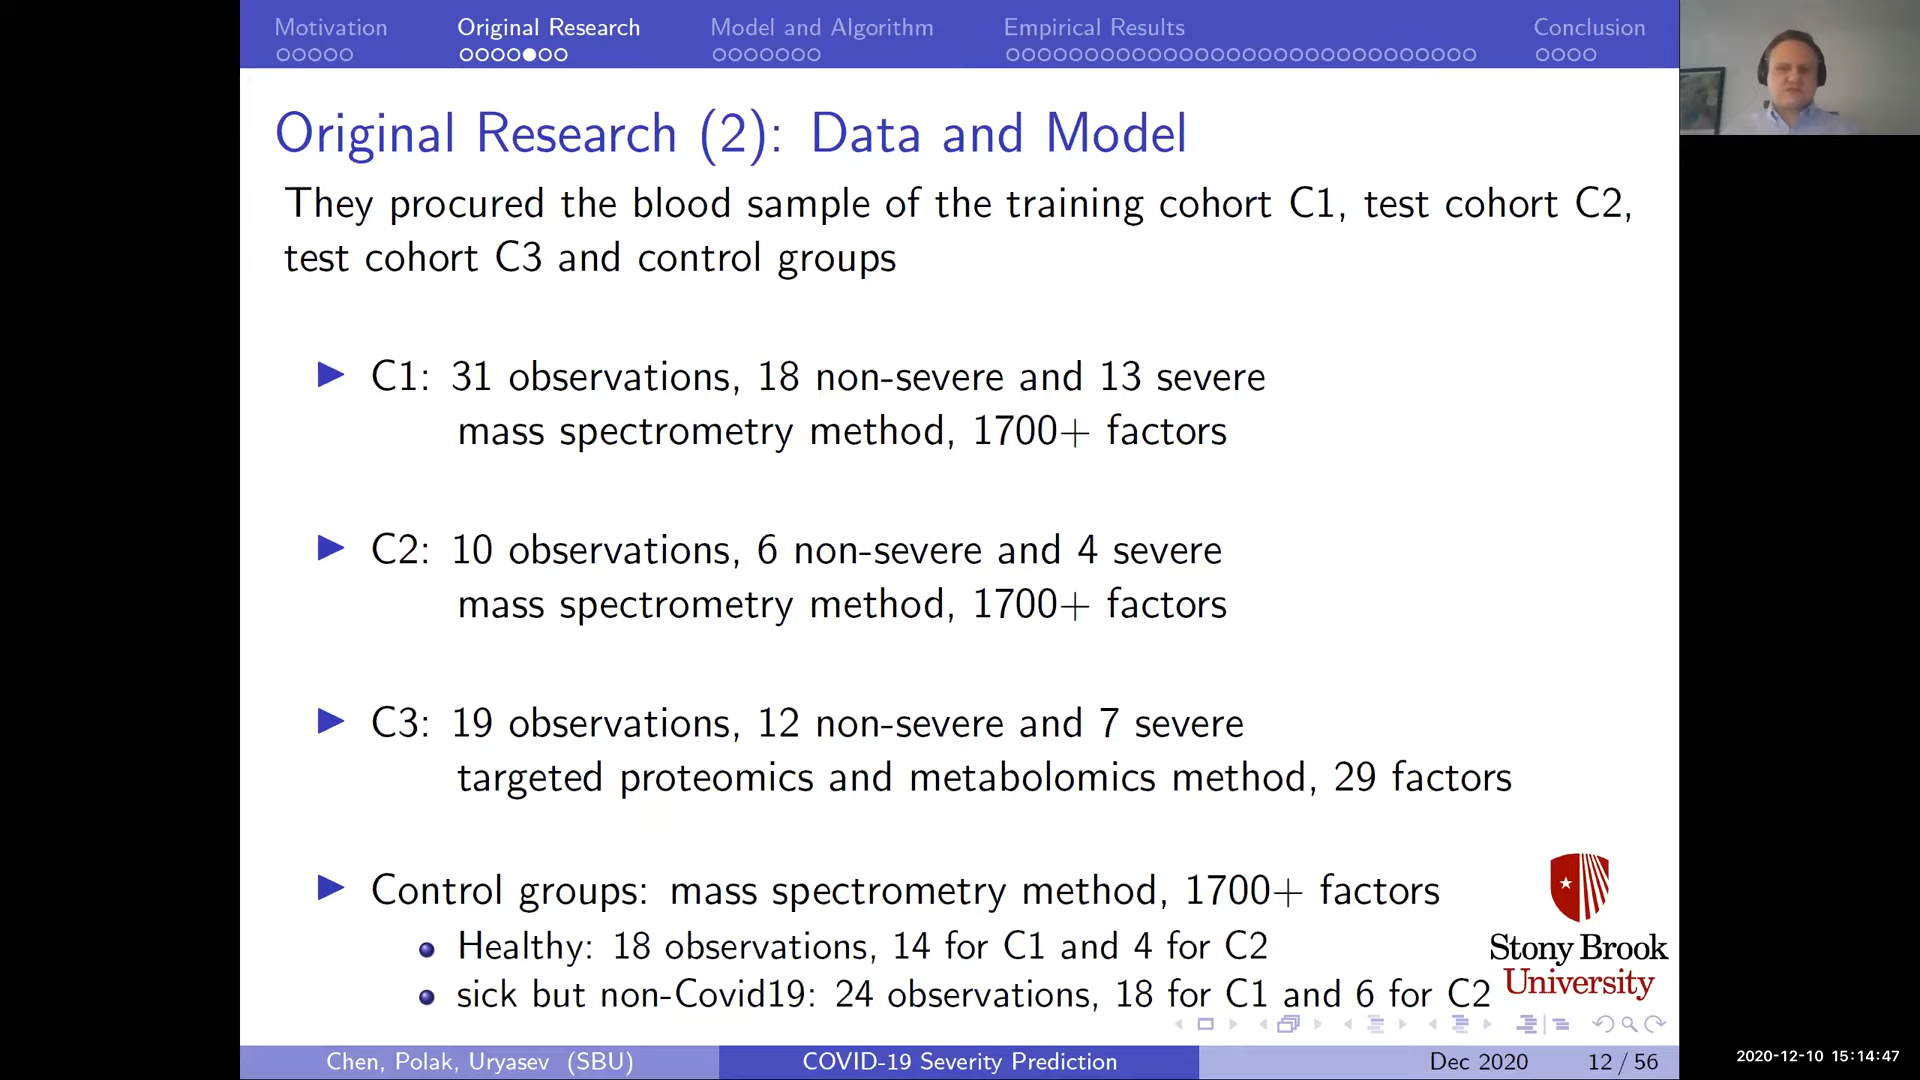 Motivation
Original Research
Model and Algorithm
Empirical Results
Conclusion
Original Research (2): Data and Model
They procured the blood sample of the training cohort C1, test cohort C2,
test cohort C3 and control groups
C1: 31 observations, 18 non-severe and 13 severe
mass spectrometry method, 1700+ factors
C2: 10 observations, 6 non-severe and 4 severe
mass spectrometry method, 1700+ factors
C3: 19 observations, 12 non-severe and 7 severe
targeted proteomics and metabolomics method, 29 factors
Control groups: mass spectrometry method, 1700+ factors
Healthy: 18 observations, 14 for C1 and 4 for C2
sick but non-Covid19: 24 observations, 18 for C1 and 6 for C2
Stony Brook
University
Chen, Polak, Uryasev (SBU)
COVID-19 Severity Prediction
Dec 2020
12 / 56
2020-12-10 15:14:47